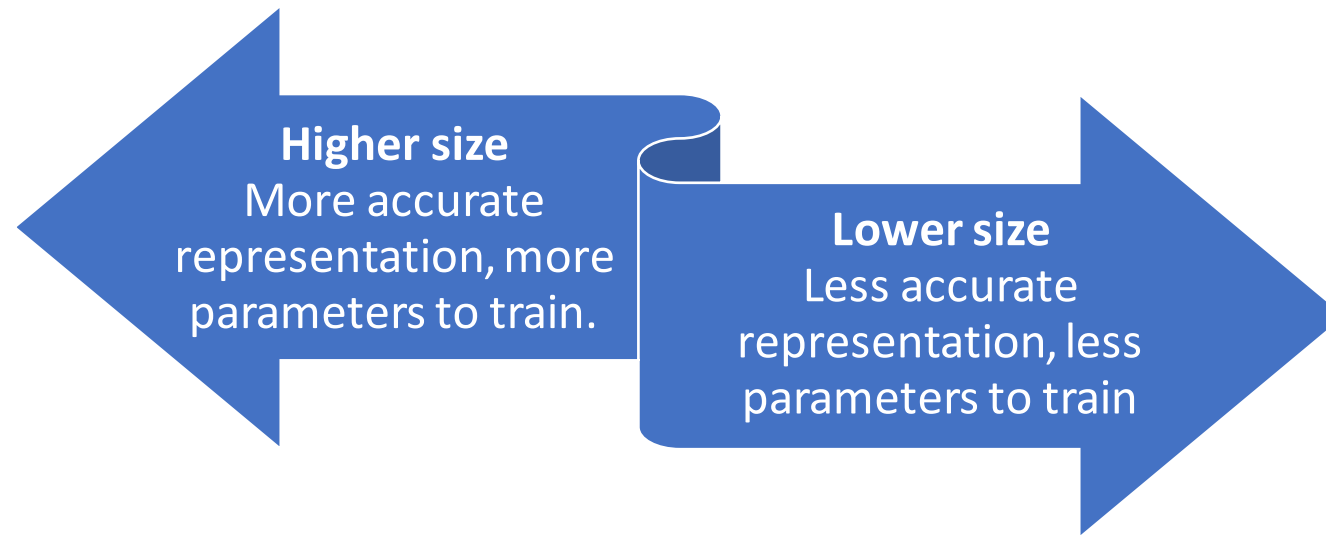 Higher size
More accurate
representation, more
parameters to train.
Lower size
Less accurate
representation, less
parameters to train